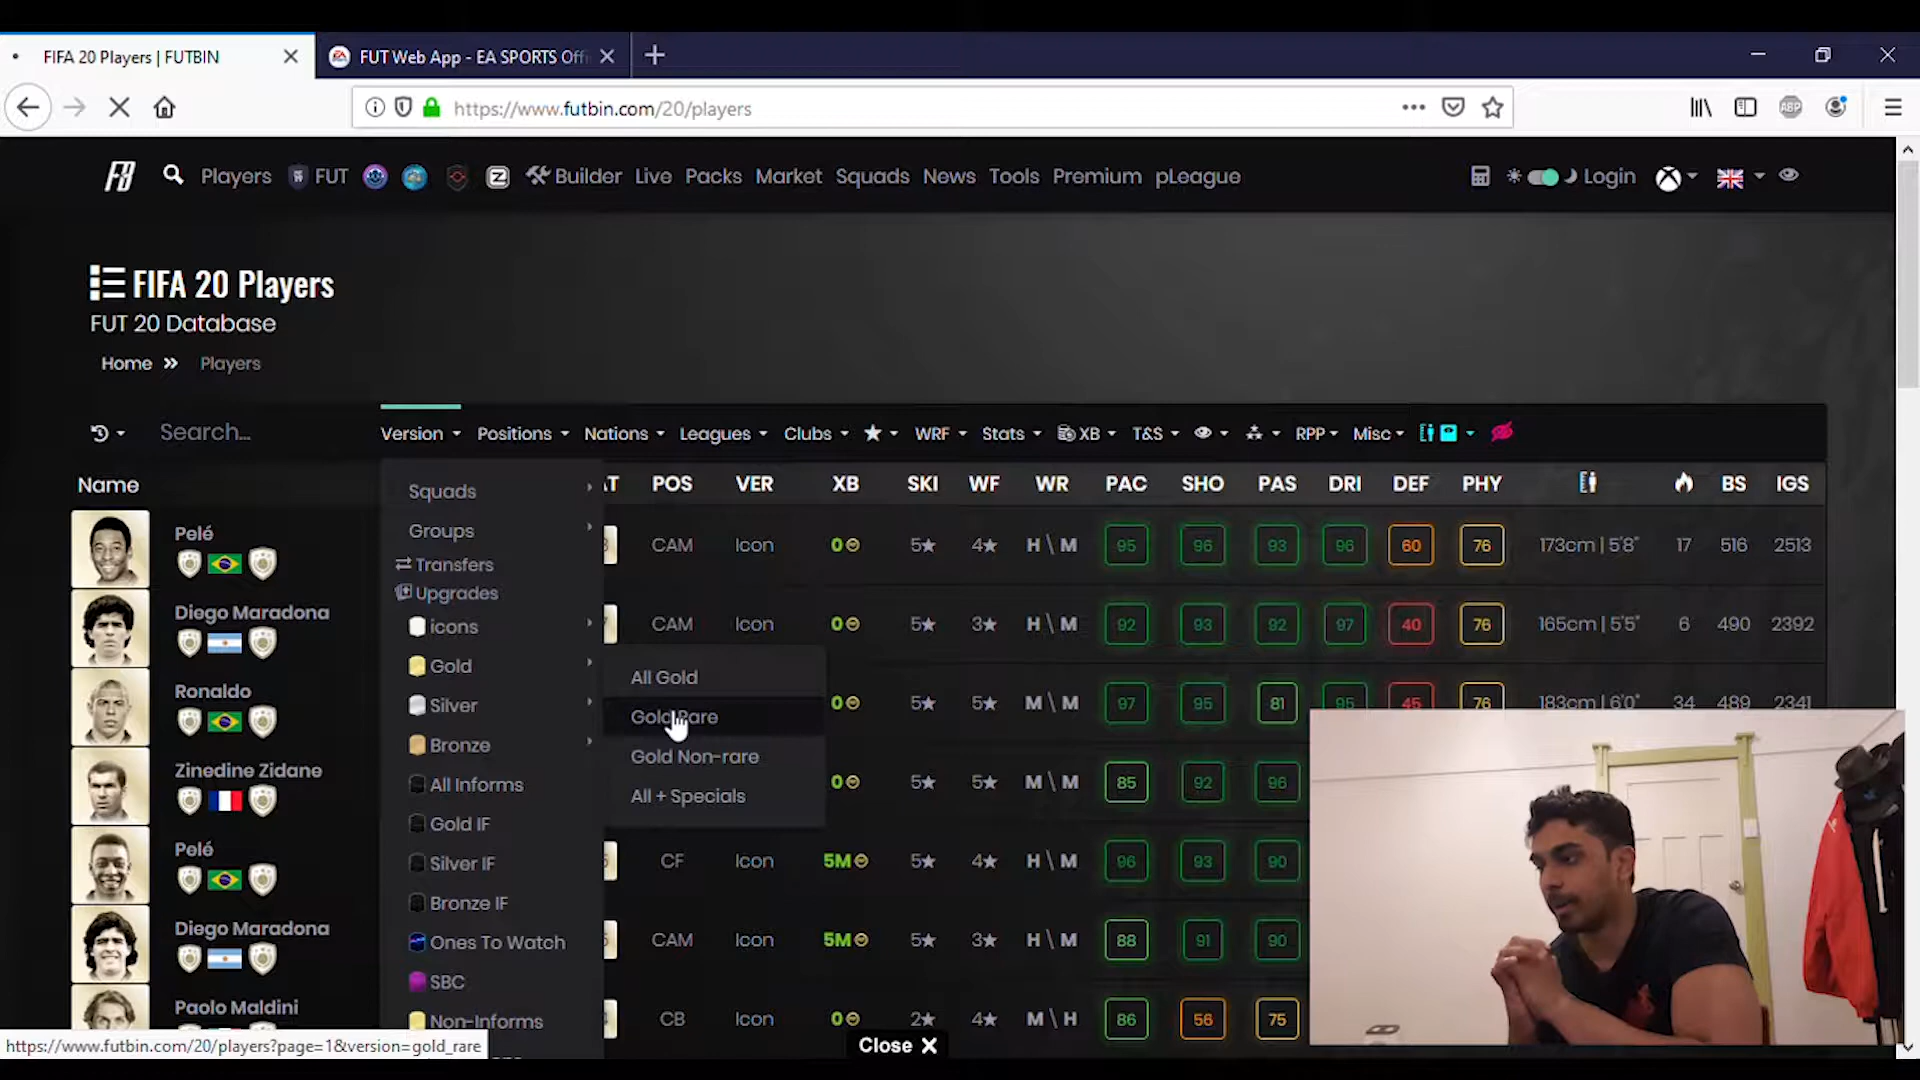 FIFA 20 Players | FUTBIN
FUT Web App - EA SPORTS Offi
https://www.futbin.com/20/players
ABP
Players FUT Builder Live Packs Market Squads News Tools Premium pLeague Login
FIFA 20 Players
FUT 20 Database
Home » Players
Search... Version Positions Nations Leagues Clubs WRF Stats XB T&S RPP Misc
Name POS VER XB SKI WF WR PAC SHO PAS DRI DEF PHY BS IGS
Pelé CAM Icon 0 5★ 4★ H \ M 95 96 93 96 60 76 173cm | 5'8" 17 516 2513
Diego Maradona CAM Icon 0 5★ 3★ H \ M 92 93 92 97 40 76 165cm | 5'5" 6 490 2392
Ronaldo 0 5★ 5★ M \ M 97 95 81 95 45 76 183cm | 6'0" 34 489 2341
Zinedine Zidane 0 5★ 5★ M \ M 85 92 96
Pelé CF Icon 5M 5★ 4★ H \ M 96 93 90
Diego Maradona CAM Icon 5M 5★ 3★ H \ M 88 91 90
Paolo Maldini CB Icon 0 2★ 4★ M \ H 86 56 75
Squads
Groups
Transfers
Upgrades
icons
Gold
Silver
Bronze
All Informs
Gold IF
Silver IF
Bronze IF
Ones To Watch
SBC
Non-Informs
All Gold
Gold Rare
Gold Non-rare
All + Specials
https://www.futbin.com/20/players?page=1&version=gold_rare
Close